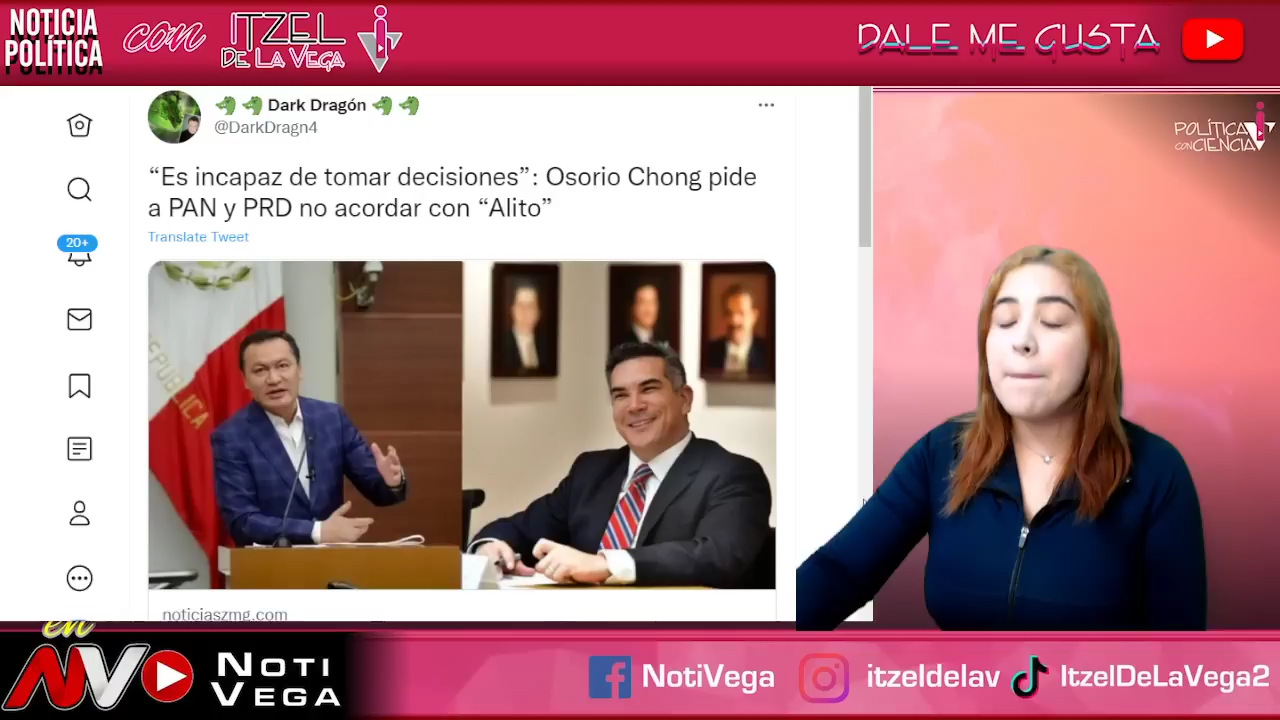 NOTICIA
POLÍTICA
con
ITZEL
DE LA VEGA
DALE ME GUSTA
Dark Dragón
@DarkDragn4
“Es incapaz de tomar decisiones”: Osorio Chong pide
a PAN y PRD no acordar con “Alito”
Translate Tweet
20+
noticiaszmg.com
POLÍTICA
CON CIENCIA
en
NV
NOTI
VEGA
NotiVega
itzeldelav
ItzelDeLaVega2